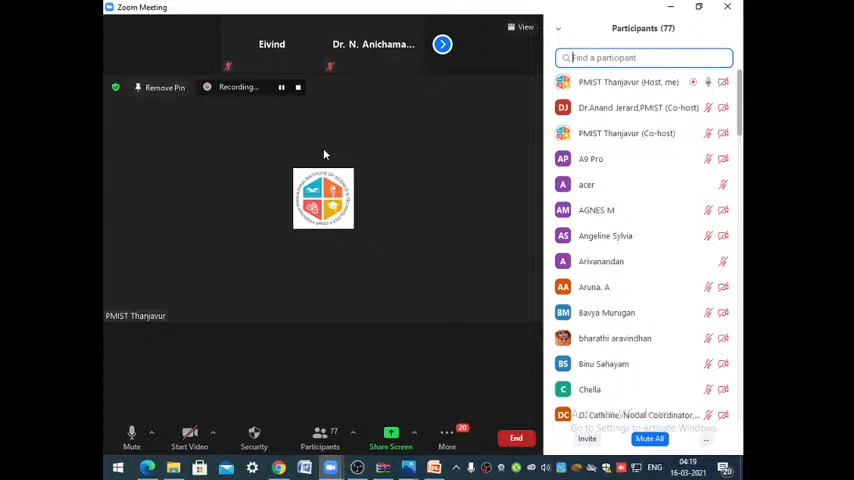 Zoom Meeting
Eivind
Dr. N. Anichama...
View
Remove Pin
Recording...
PMIST Thanjavur
Mute
Start Video
Security
77
Participants
Share Screen
20
More
End
Participants (77)
Find a participant
PMIST Thanjavur (Host, me)
DJ Dr.Anand Jerard,PMIST (Co-host)
PMIST Thanjavur (Co-host)
AP A9 Pro
A acer
AM AGNES M
AS Angeline Sylvia
A Arivanandan
AA Aruna. A
BM Bavya Murugan
bharathi aravindhan
BS Binu Sahayam
C Chella
DC Nodal Coordinator,...
Go to Settings to activate Windows.
Invite
Mute All
...
ENG
04:19
16-03-2021
20